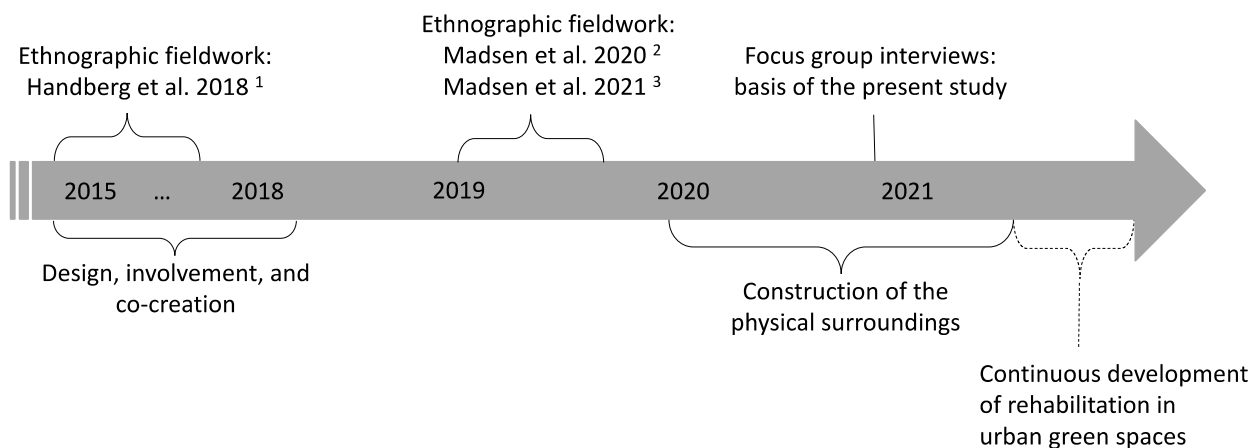 Ethnographic fieldwork:
Handberg et al. 2018 ¹
Ethnographic fieldwork:
Madsen et al. 2020 ²
Madsen et al. 2021 ³
Focus group interviews:
basis of the present study
2015 ... 2018 2019 2020 2021
Design, involvement, and
co-creation
Construction of the
physical surroundings
Continuous development
of rehabilitation in
urban green spaces